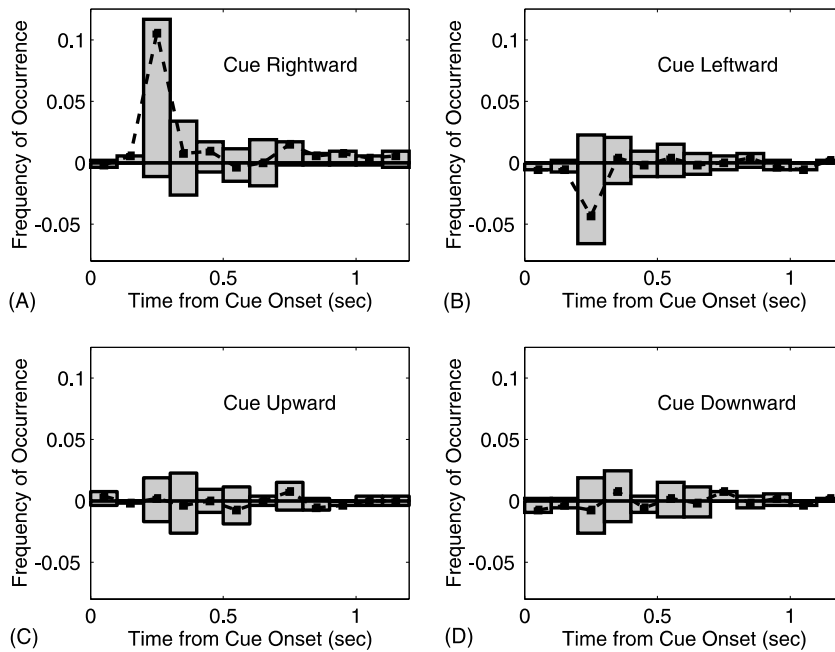 0.1
0.05
0
-0.05
Frequency of Occurrence
Cue Rightward
0 0.5 1
Time from Cue Onset (sec)
(A)
0.1
0.05
0
-0.05
Frequency of Occurrence
Cue Leftward
0 0.5 1
Time from Cue Onset (sec)
(B)
0.1
0.05
0
-0.05
Frequency of Occurrence
Cue Upward
0 0.5 1
Time from Cue Onset (sec)
(C)
0.1
0.05
0
-0.05
Frequency of Occurrence
Cue Downward
0 0.5 1
Time from Cue Onset (sec)
(D)